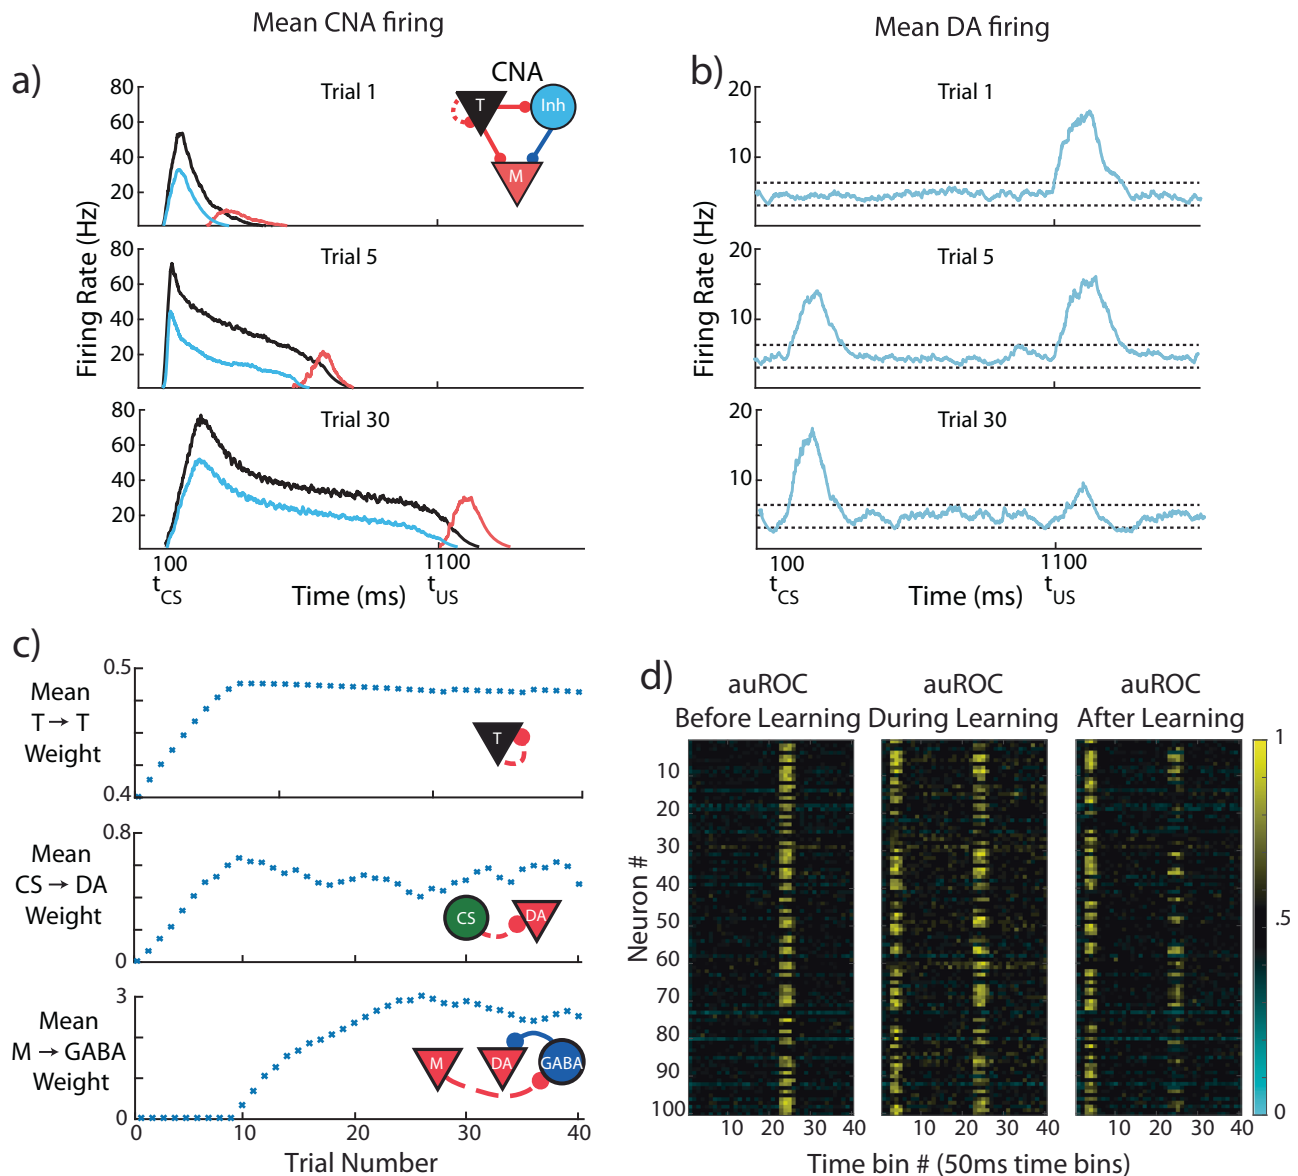 Mean CNA firing
Mean DA firing
a)
CNA
T
Inh
M
Trial 1
80
60
40
20
Trial 5
80
60
40
20
Trial 30
80
60
40
20
Firing Rate (Hz)
100
1100
tCS
Time (ms)
tUS
b)
Trial 1
20
10
Trial 5
20
10
Trial 30
20
10
Firing Rate (Hz)
100
1100
tCS
Time (ms)
tUS
c)
Mean
T → T
Weight
0.5
0.4
T
Mean
CS → DA
Weight
0.8
0
CS
DA
Mean
M → GABA
Weight
3
0
M
DA
GABA
0 10 20 30 40
Trial Number
d)
auROC
Before Learning
auROC
During Learning
auROC
After Learning
Neuron #
10
20
30
40
50
60
70
80
90
100
10 20 30 40
10 20 30 40
10 20 30 40
1
.5
0
Time bin # (50ms time bins)